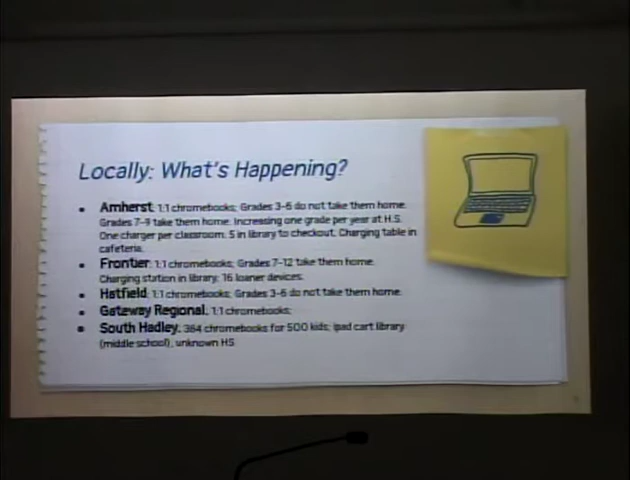 Locally: What's Happening?
• Amherst: 1:1 chromebooks; Grades 3-6 do not take them home.
Grades 7-9 take them home. Increasing one grade per year at H.S.
One charger per classroom. 5 in library to checkout. Charging table in
cafeteria.
• Frontier: 1:1 chromebooks; Grades 7-12 take them home.
Charging station in library; 16 loaner devices.
• Hatfield: 1:1 chromebooks; Grades 3-6 do not take them home.
• Gateway Regional: 1:1 chromebooks;
• South Hadley: 364 chromebooks for 500 kids; ipad cart library
(middle school), unknown HS